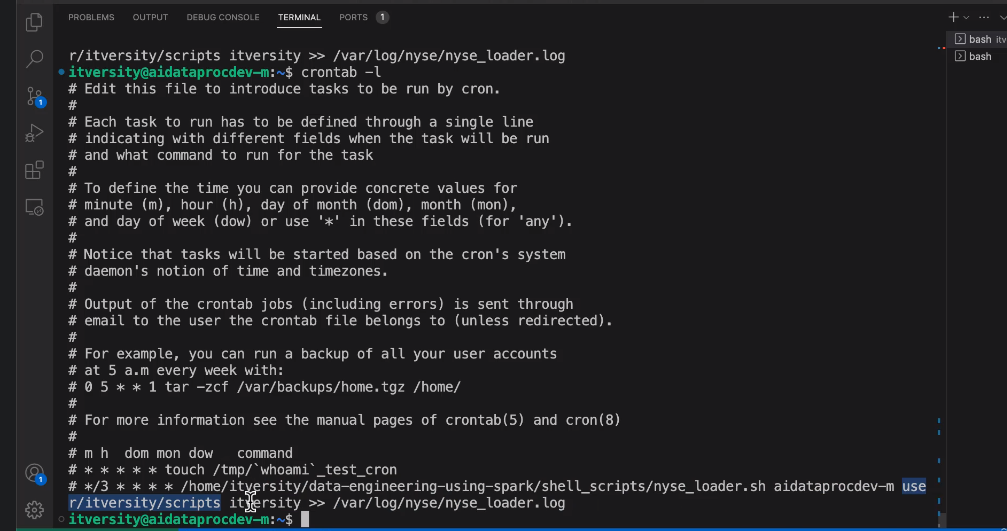 PROBLEMS OUTPUT DEBUG CONSOLE TERMINAL PORTS 1
r/itversity/scripts itversity >> /var/log/nyse/nyse_loader.log
itversity@aidataprocdev-m:~$ crontab -l
# Edit this file to introduce tasks to be run by cron.
#
# Each task to run has to be defined through a single line
# indicating with different fields when the task will be run
# and what command to run for the task
#
# To define the time you can provide concrete values for
# minute (m), hour (h), day of month (dom), month (mon),
# and day of week (dow) or use '*' in these fields (for 'any').
#
# Notice that tasks will be started based on the cron's system
# daemon's notion of time and timezones.
#
# Output of the crontab jobs (including errors) is sent through
# email to the user the crontab file belongs to (unless redirected).
#
# For example, you can run a backup of all your user accounts
# at 5 a.m every week with:
# 0 5 * * 1 tar -zcf /var/backups/home.tgz /home/
#
# For more information see the manual pages of crontab(5) and cron(8)
#
# m h  dom mon dow   command
# * * * * * touch /tmp/`whoami`_test_cron
# */3 * * * * /home/itversity/data-engineering-using-spark/shell_scripts/nyse_loader.sh aidataprocdev-m use
r/itversity/scripts itversity >> /var/log/nyse/nyse_loader.log
itversity@aidataprocdev-m:~$
bash itv
bash
1
1